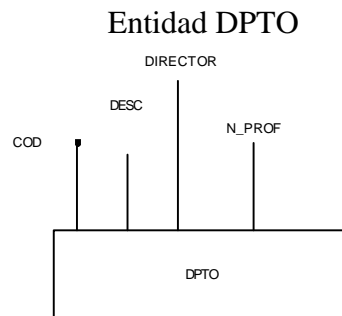 Entidad DPTO
DIRECTOR
DESC
COD
N_PROF
DPTO